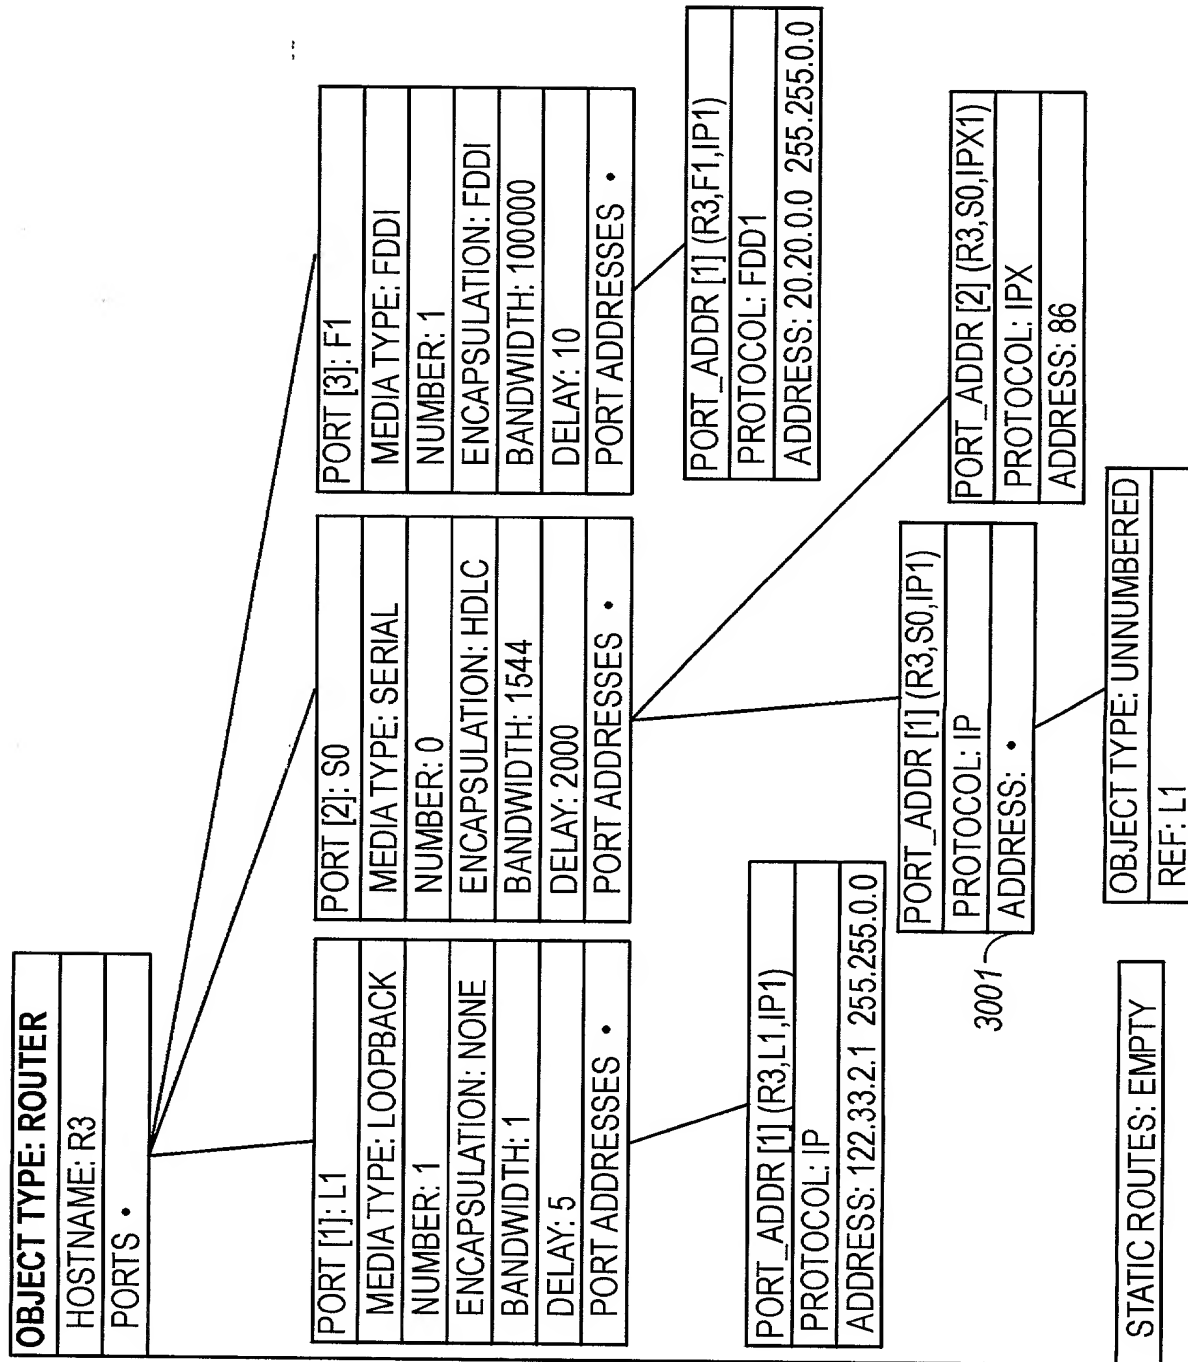 OBJECT TYPE: ROUTER
HOSTNAME: R3
PORTS •
PORT [1]: L1
MEDIA TYPE: LOOPBACK
NUMBER: 1
ENCAPSULATION: NONE
BANDWIDTH: 1
DELAY: 5
PORT ADDRESSES •
PORT [2]: S0
MEDIA TYPE: SERIAL
NUMBER: 0
ENCAPSULATION: HDLC
BANDWIDTH: 1544
DELAY: 2000
PORT ADDRESSES •
PORT [3]: F1
MEDIA TYPE: FDDI
NUMBER: 1
ENCAPSULATION: FDDI
BANDWIDTH: 100000
DELAY: 10
PORT ADDRESSES •
PORT_ADDR [1] (R3,L1,IP1)
PROTOCOL: IP
ADDRESS: 122.33.2.1 255.255.0.0
PORT_ADDR [1] (R3,F1,IP1)
PROTOCOL: FDD1
ADDRESS: 20.20.0.0 255.255.0.0
PORT_ADDR [1] (R3,S0,IP1)
PROTOCOL: IP
ADDRESS: •
3001
PORT_ADDR [2] (R3,S0,IPX1)
PROTOCOL: IPX
ADDRESS: 86
OBJECT TYPE: UNNUMBERED
REF: L1
STATIC ROUTES: EMPTY